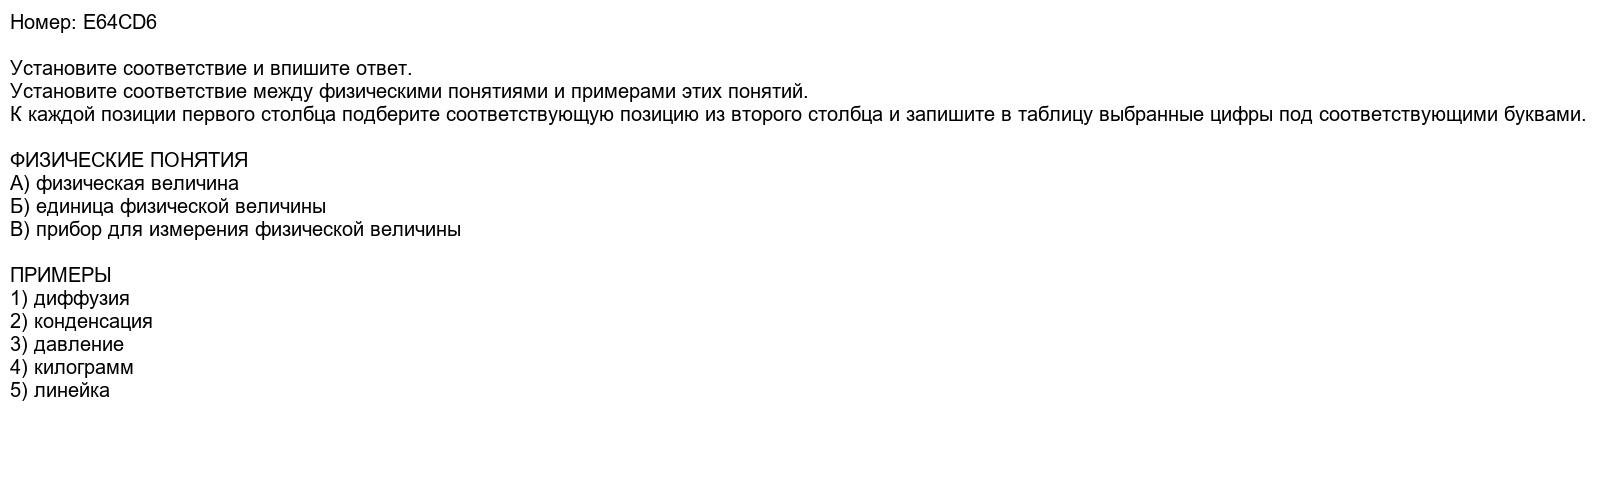 Номер: E64CD6
Установите соответствие и впишите ответ.
Установите соответствие между физическими понятиями и примерами этих понятий.
К каждой позиции первого столбца подберите соответствующую позицию из второго столбца и запишите в таблицу выбранные цифры под соответствующими буквами.
ФИЗИЧЕСКИЕ ПОНЯТИЯ
А) физическая величина
Б) единица физической величины
В) прибор для измерения физической величины
ПРИМЕРЫ
1) диффузия
2) конденсация
3) давление
4) килограмм
5) линейка